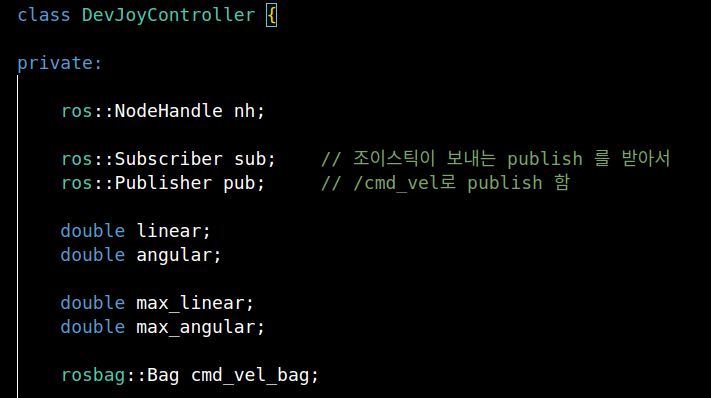 class DevJoyController {
private:
ros::NodeHandle nh;
ros::Subscriber sub;    // 조이스틱이 보내는 publish 를 받아서
ros::Publisher pub;     // /cmd_vel로 publish 함
double linear;
double angular;
double max_linear;
double max_angular;
rosbag::Bag cmd_vel_bag;